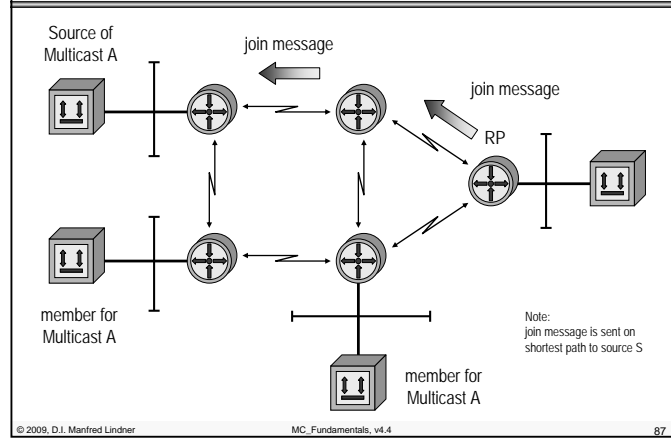 Source of
Multicast A
join message
join message
RP
member for
Multicast A
Note:
join message is sent on
shortest path to source S
member for
Multicast A
© 2009, D.I. Manfred Lindner
MC_Fundamentals, v4.4
87